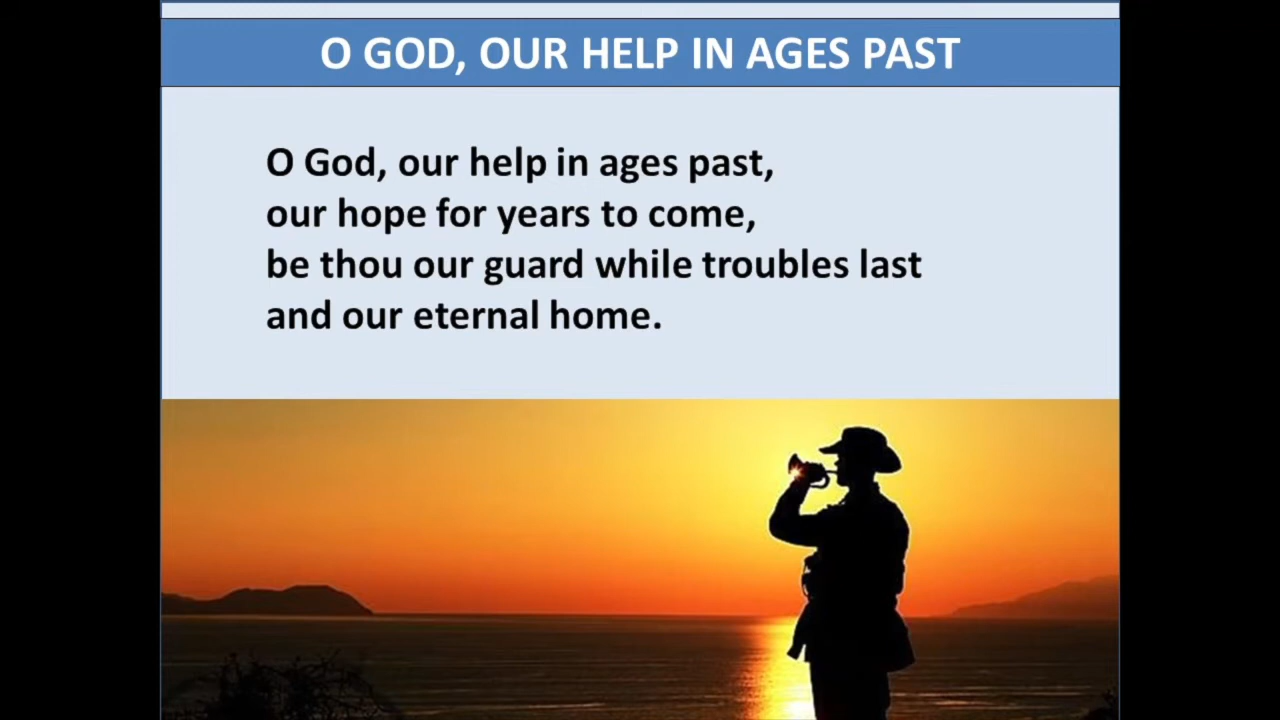 O GOD, OUR HELP IN AGES PAST
O God, our help in ages past,
our hope for years to come,
be thou our guard while troubles last
and our eternal home.